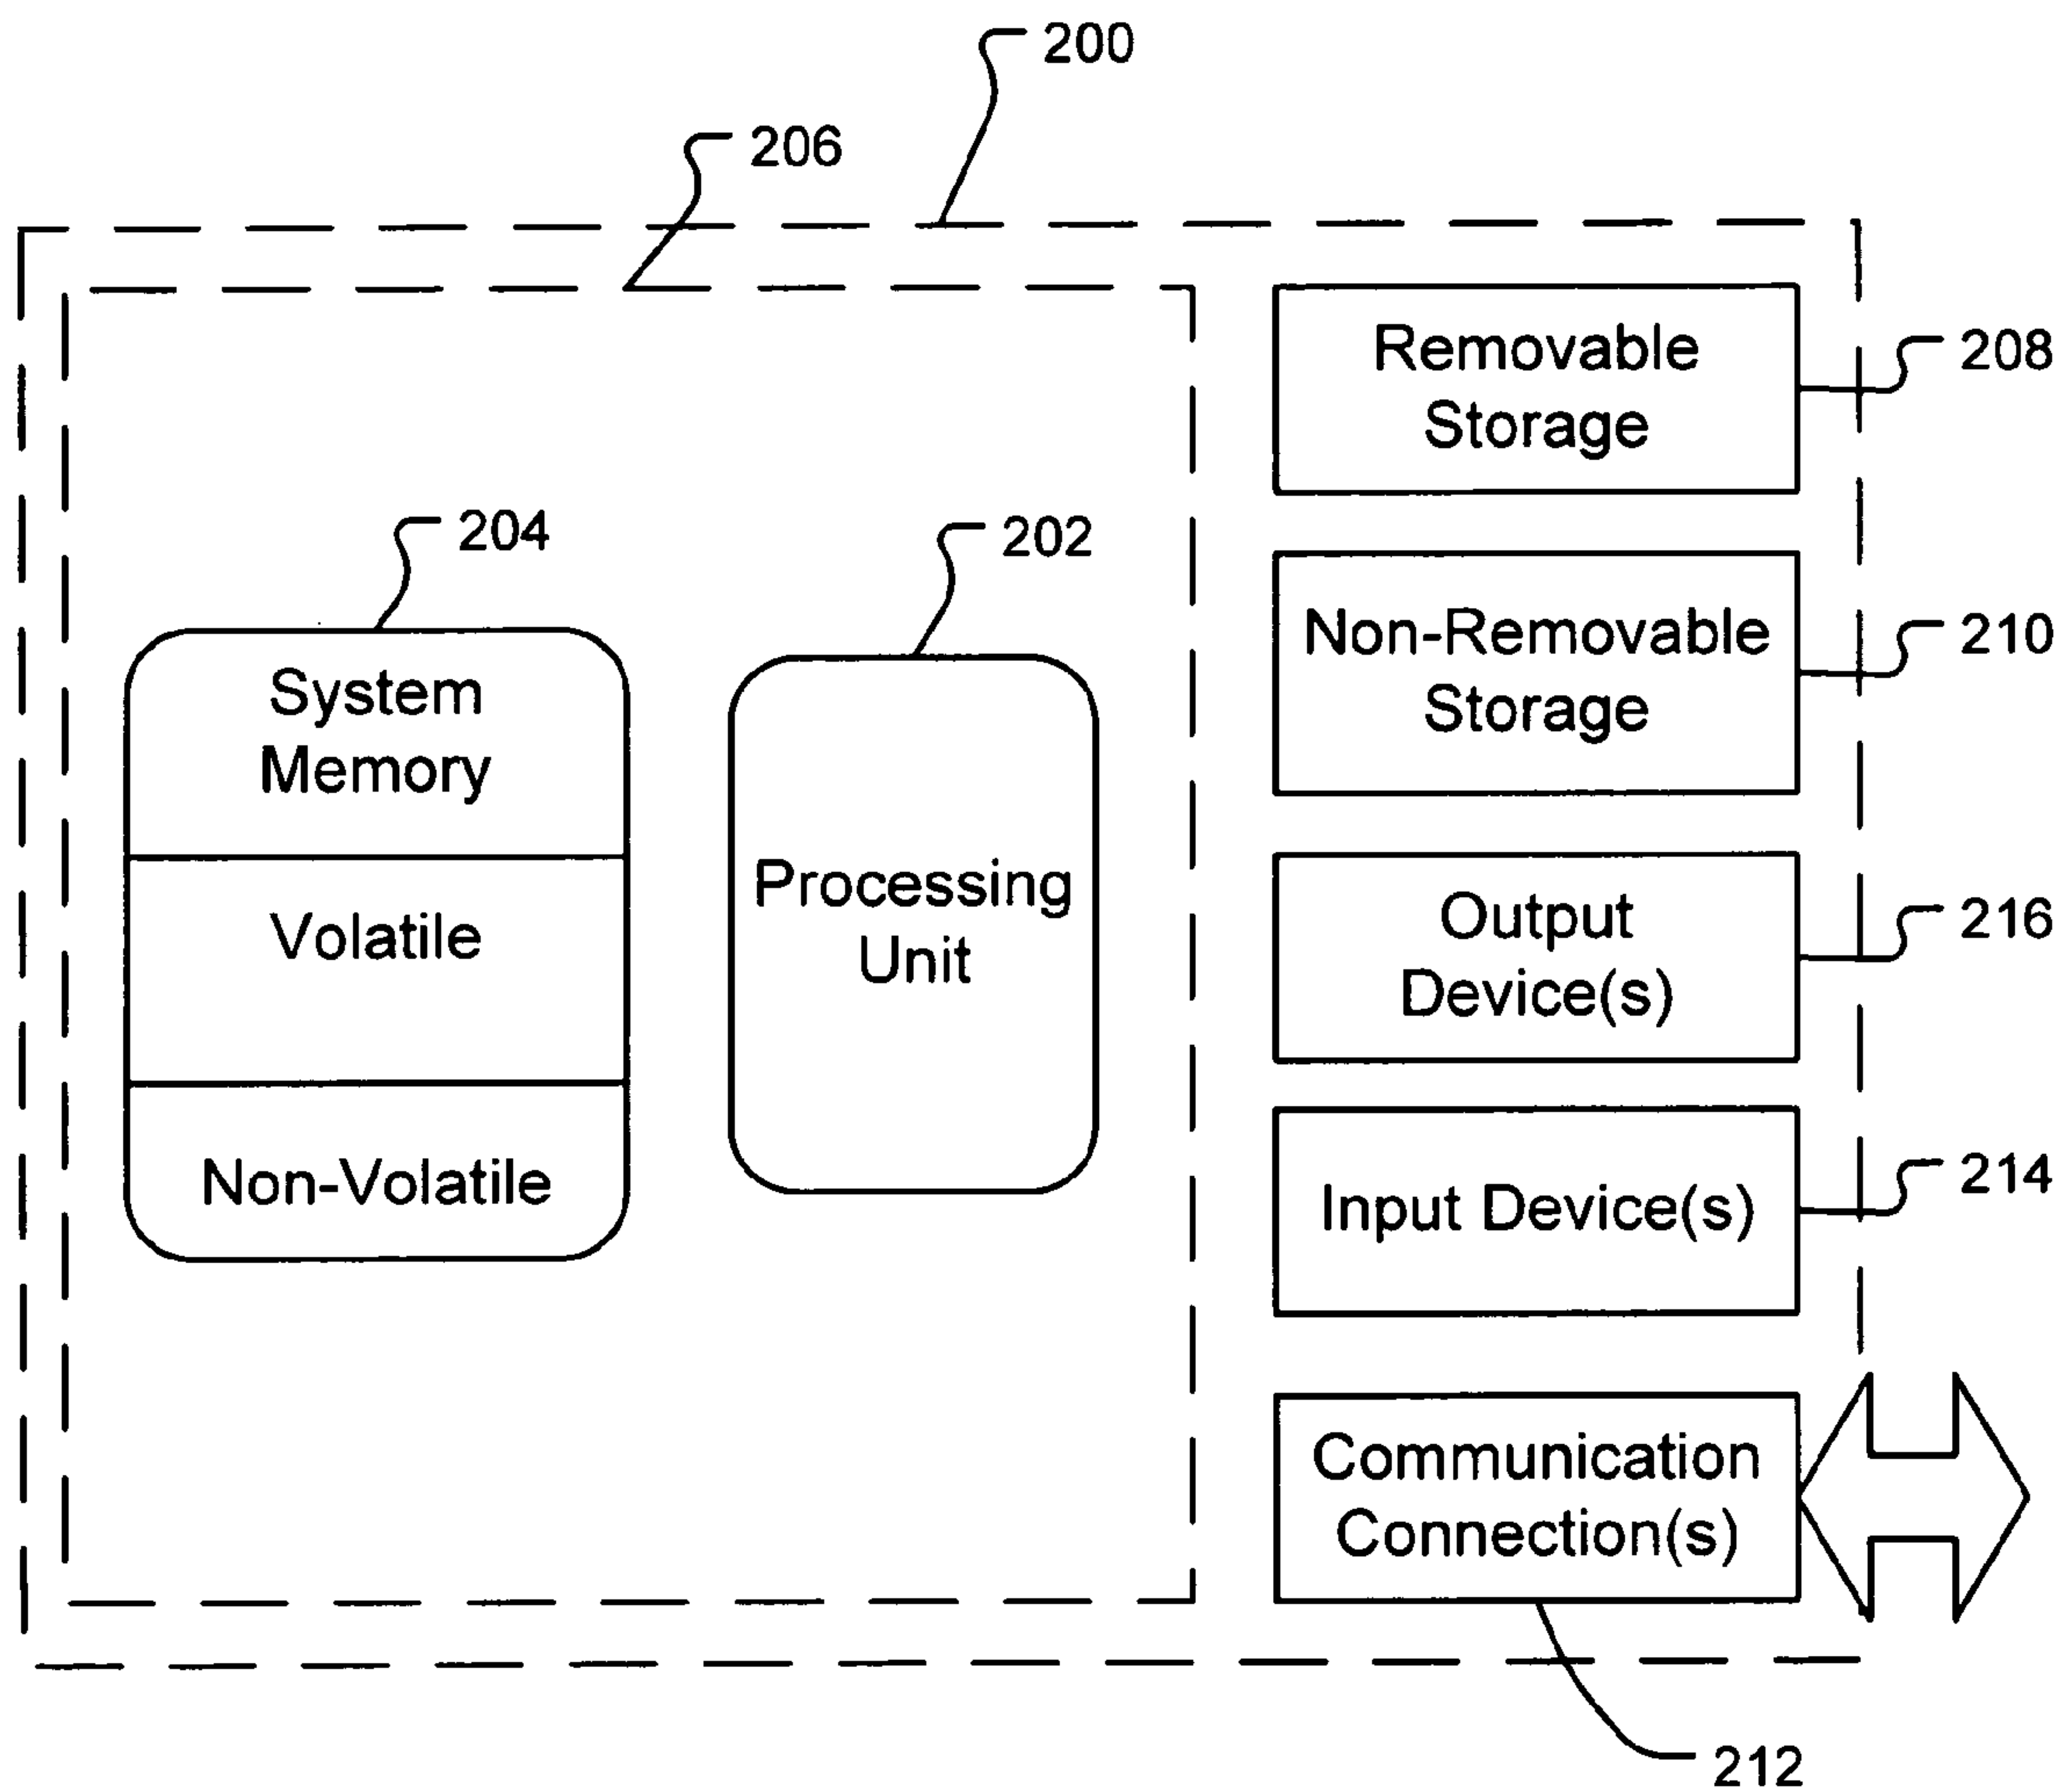 200
206
Removable
Storage
208
204
202
Non-Removable
Storage
210
System
Memory
Volatile
Non-Volatile
Processing
Unit
Output
Device(s)
216
Input Device(s)
214
Communication
Connection(s)
212